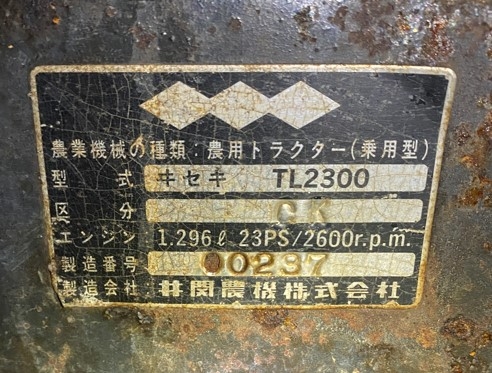 農業機械の種類:農用トラクター(乗用型)
型式 ヰセキ TL2300
区分 CK
エンジン 1.296ℓ 23PS/2600r.p.m.
製造番号 00237
製造会社 井関農機株式会社